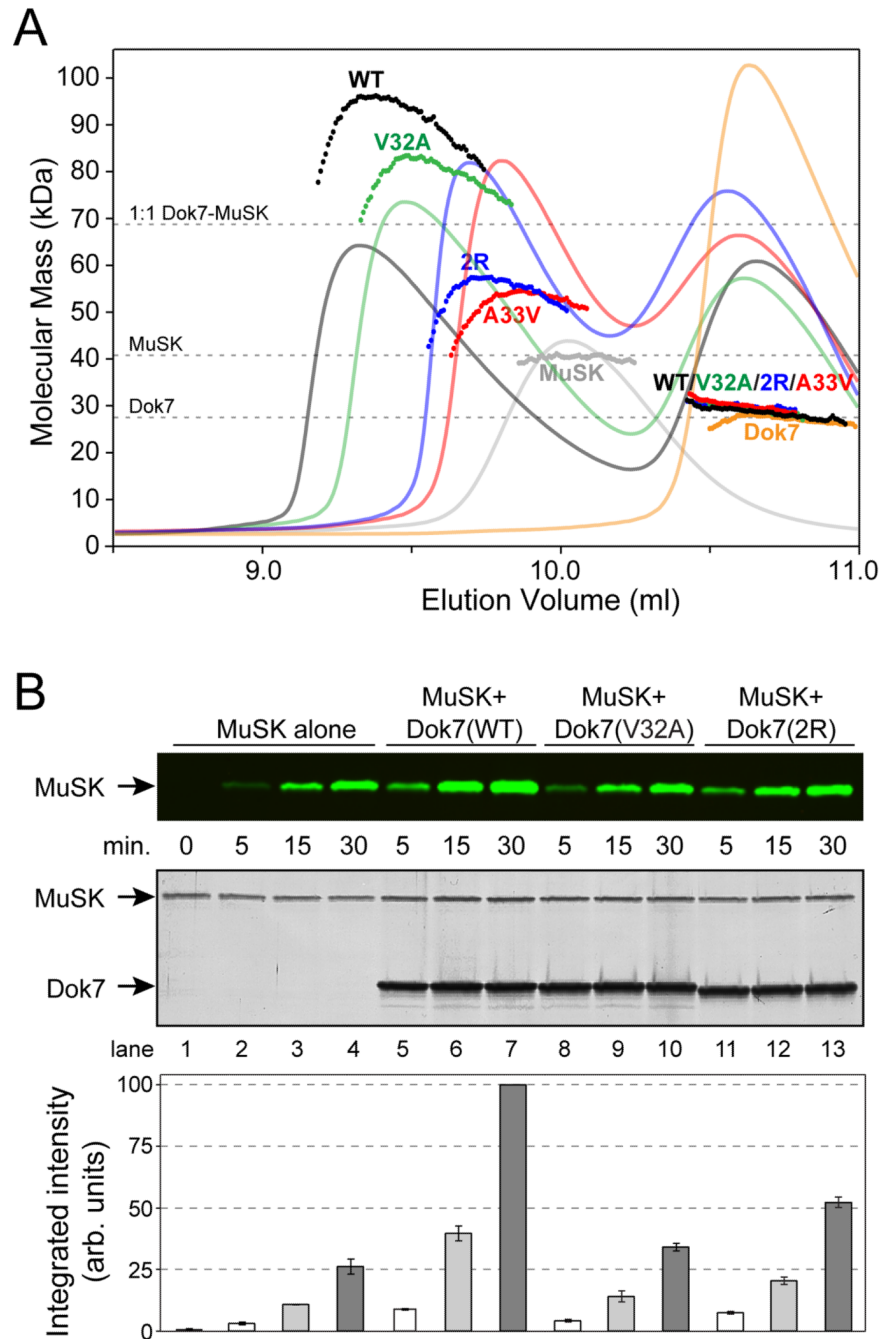 A
Molecular Mass (kDa)
100
90
80
70
60
50
40
30
20
10
0
WT
V32A
1:1 Dok7-MuSK
2R
A33V
MuSK
MuSK
WT/V32A/2R/A33V
Dok7
Dok7
9.0 10.0 11.0
Elution Volume (ml)
B
MuSK alone
MuSK+
Dok7(WT)
MuSK+
Dok7(V32A)
MuSK+
Dok7(2R)
MuSK
min. 0 5 15 30 5 15 30 5 15 30 5 15 30
MuSK
Dok7
lane 1 2 3 4 5 6 7 8 9 10 11 12 13
Integrated intensity
(arb. units)
100
75
50
25
0